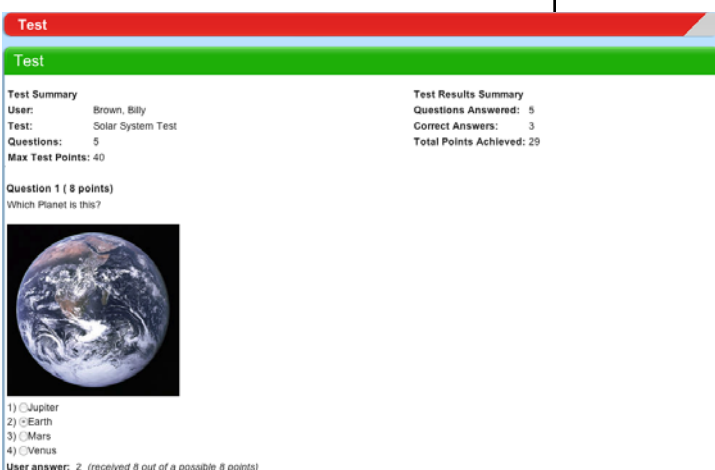 Test
Test
Test Summary
User: Brown, Billy
Test: Solar System Test
Questions: 5
Max Test Points: 40
Test Results Summary
Questions Answered: 5
Correct Answers: 3
Total Points Achieved: 29
Question 1 ( 8 points)
Which Planet is this?
1) Jupiter
2) Earth
3) Mars
4) Venus
User answer: 2 (received 8 out of a possible 8 points)